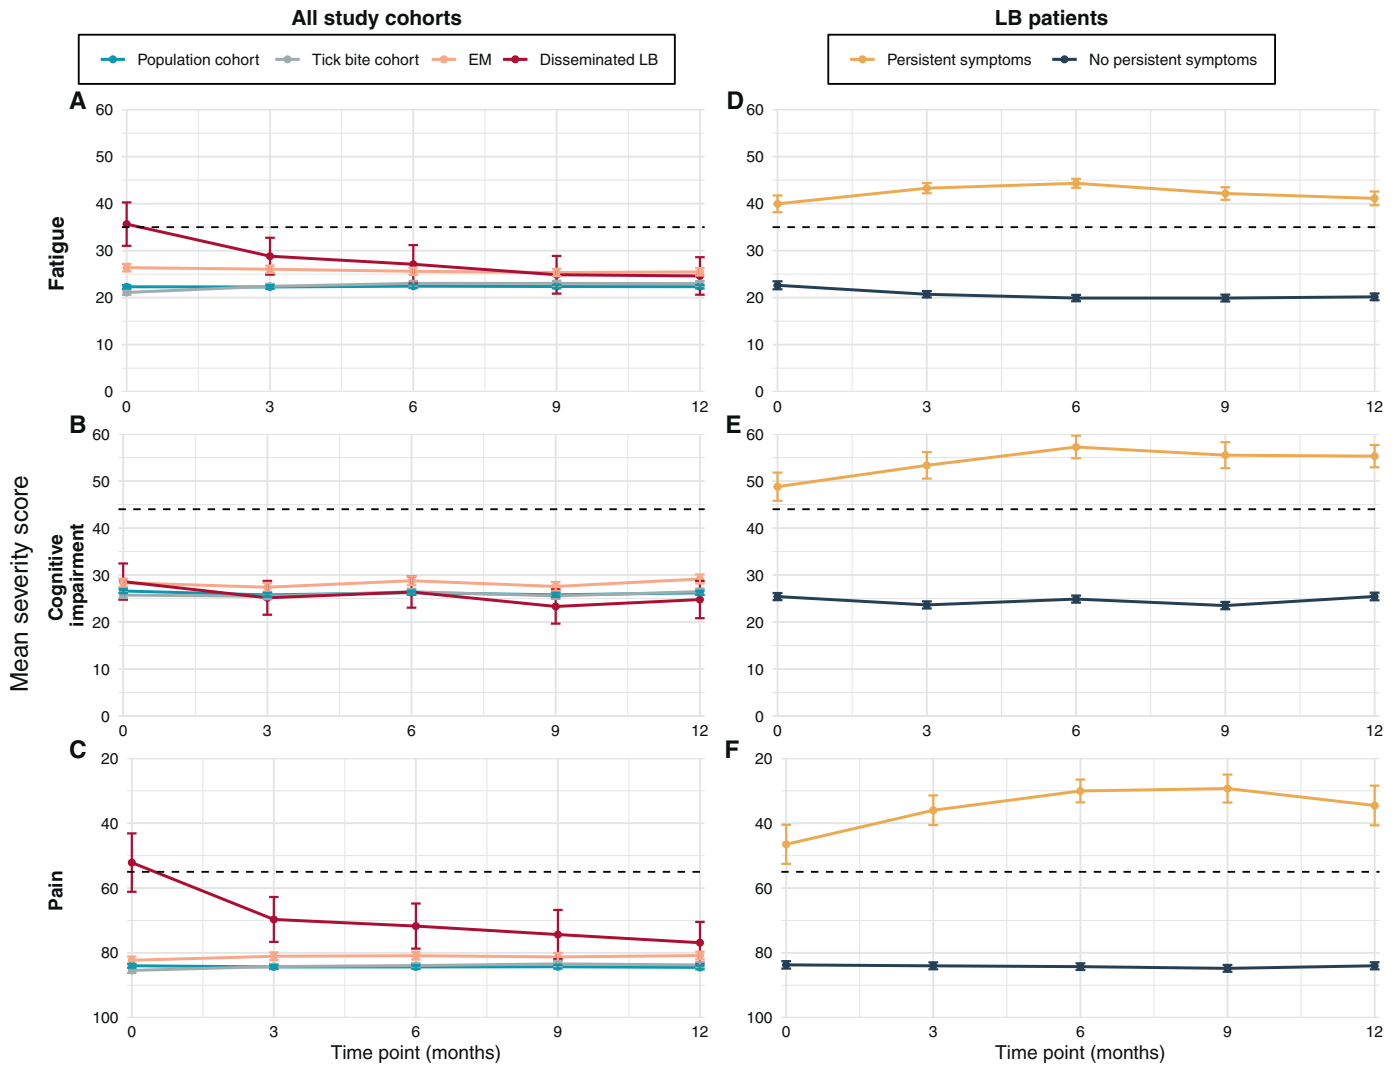 All study cohorts
LB patients
Population cohort Tick bite cohort EM Disseminated LB
Persistent symptoms No persistent symptoms
Mean severity score
A
Fatigue
60
50
40
30
20
10
0
0 3 6 9 12
D
60
50
40
30
20
10
0
0 3 6 9 12
B
Cognitive
impairment
60
50
40
30
20
10
0
0 3 6 9 12
E
60
50
40
30
20
10
0
0 3 6 9 12
C
Pain
20
40
60
80
100
0 3 6 9 12
Time point (months)
F
20
40
60
80
100
0 3 6 9 12
Time point (months)